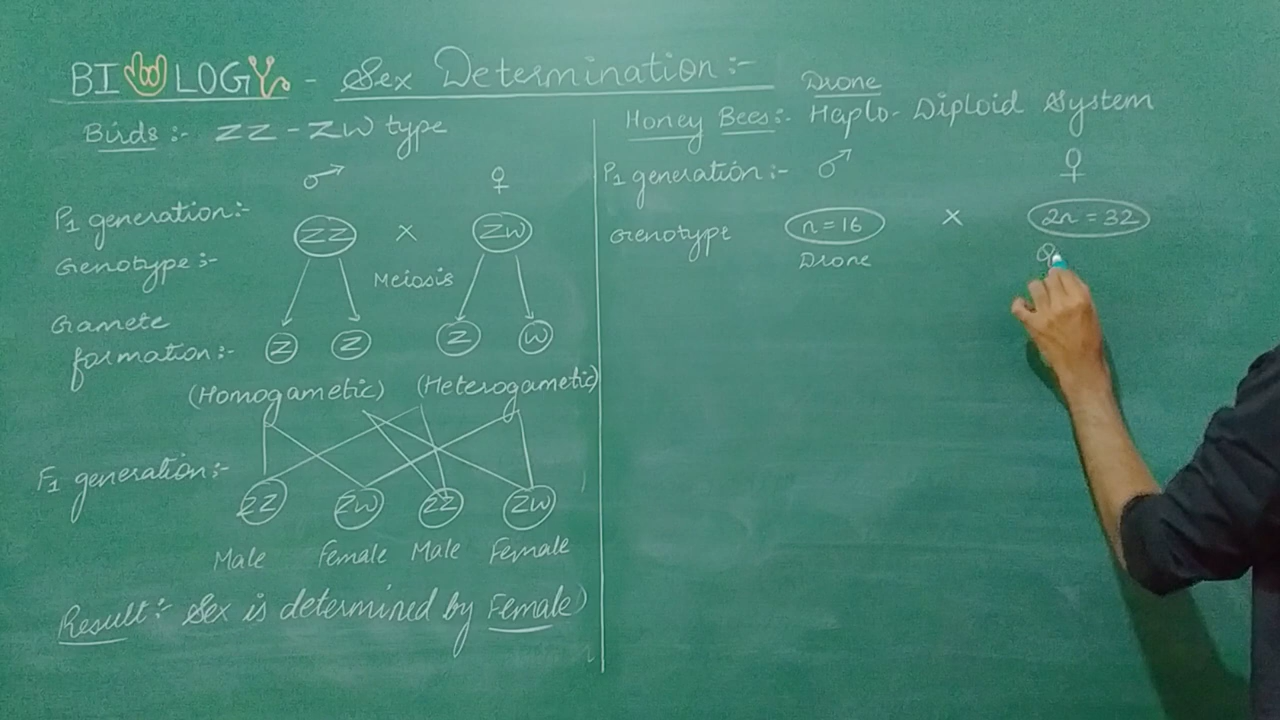 BIOLOGY - Sex Determination :-
Birds :- ZZ - ZW type
♂ ♀
P1 generation:-
Genotype :-
ZZ × ZW
Meiosis
Gamete
formation:-
Z Z Z W
(Homogametic) (Heterogametic)
F1 generation:-
ZZ ZW ZZ ZW
Male Female Male Female
Result :- Sex is determined by Female
Drone
Honey Bees:- Haplo- Diploid System
P1 generation:- ♂ ♀
Genotype n = 16 × 2n = 32
Drone